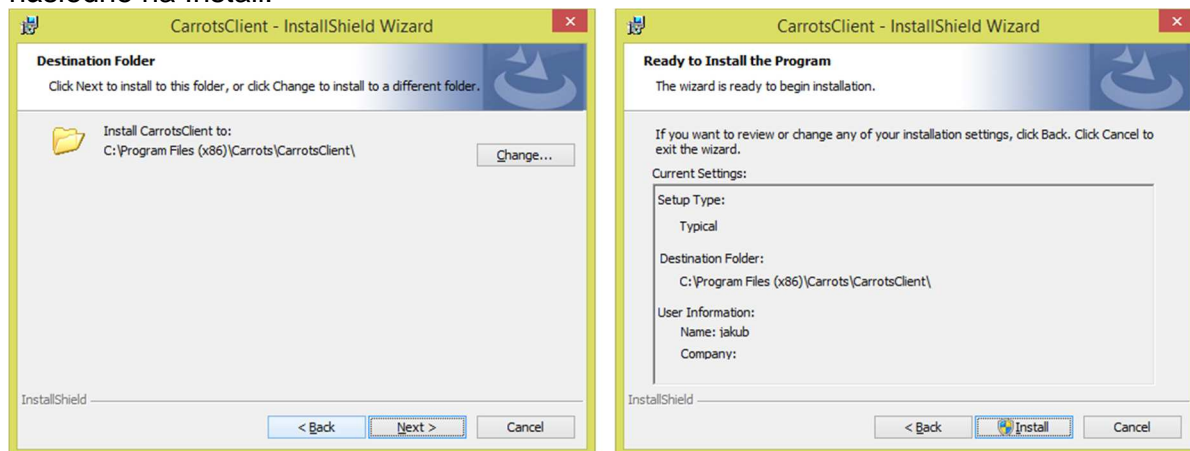 následne na Install.
CarrotsClient - InstallShield Wizard
Destination Folder
Click Next to install to this folder, or click Change to install to a different folder.
Install CarrotsClient to:
C:\Program Files (x86)\Carrots\CarrotsClient\
Change...
InstallShield
< Back
Next >
Cancel
CarrotsClient - InstallShield Wizard
Ready to Install the Program
The wizard is ready to begin installation.
If you want to review or change any of your installation settings, click Back. Click Cancel to
exit the wizard.
Current Settings:
Setup Type:
Typical
Destination Folder:
C:\Program Files (x86)\Carrots\CarrotsClient\
User Information:
Name: jakub
Company:
InstallShield
< Back
Install
Cancel